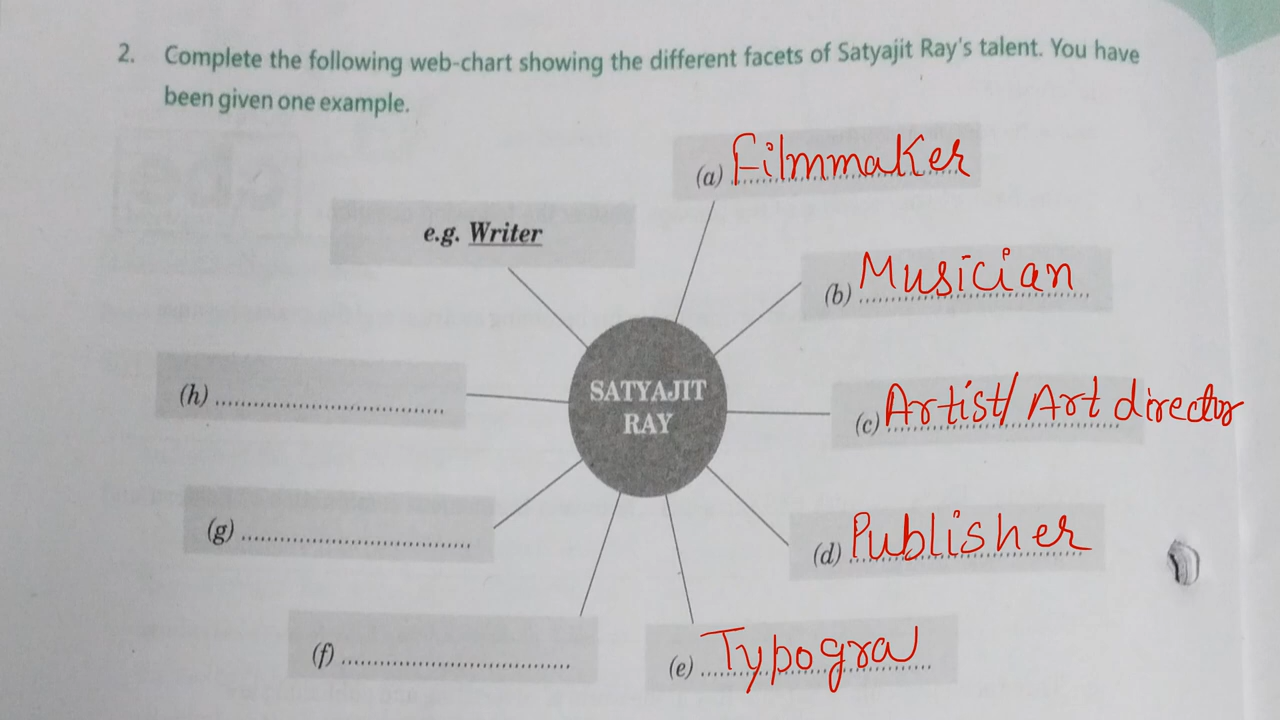 2. Complete the following web-chart showing the different facets of Satyajit Ray's talent. You have
been given one example.
(a) Filmmaker
e.g. Writer
(b) Musician
SATYAJIT
RAY
(h) ........................................
(c) Artist/Art director
(g) ........................................
(d) Publisher
(f) ........................................
(e) Typogra